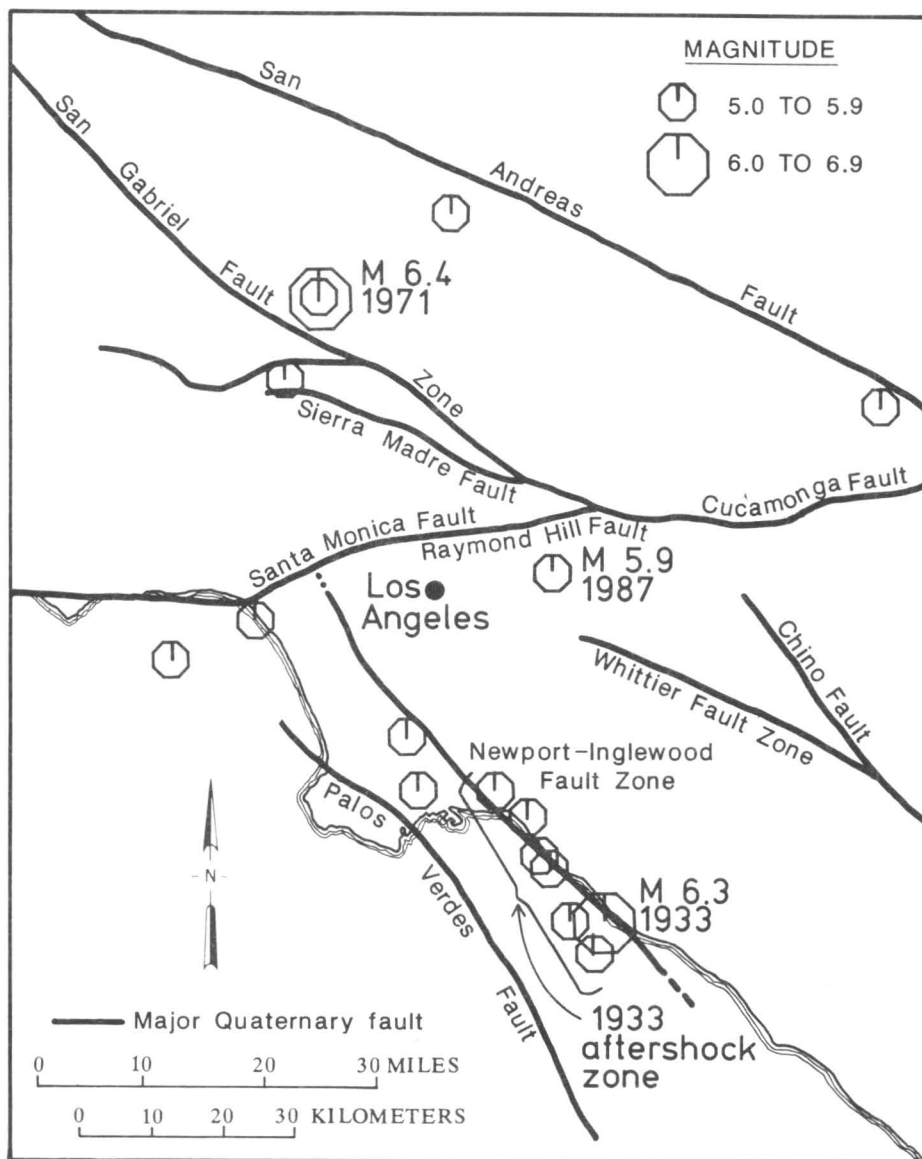 MAGNITUDE
5.0 TO 5.9
6.0 TO 6.9
San
Andreas
Fault
San
Gabriel
Fault
Zone
M 6.4
1971
Sierra Madre Fault
Cucamonga Fault
Santa Monica Fault
Raymond Hill Fault
M 5.9
1987
Los
Angeles
Chino Fault
Whittier Fault Zone
Newport-Inglewood
Fault Zone
Palos
Verdes
Fault
M 6.3
1933
1933
aftershock
zone
N
Major Quaternary fault
0 10 20 30 MILES
0 10 20 30 KILOMETERS